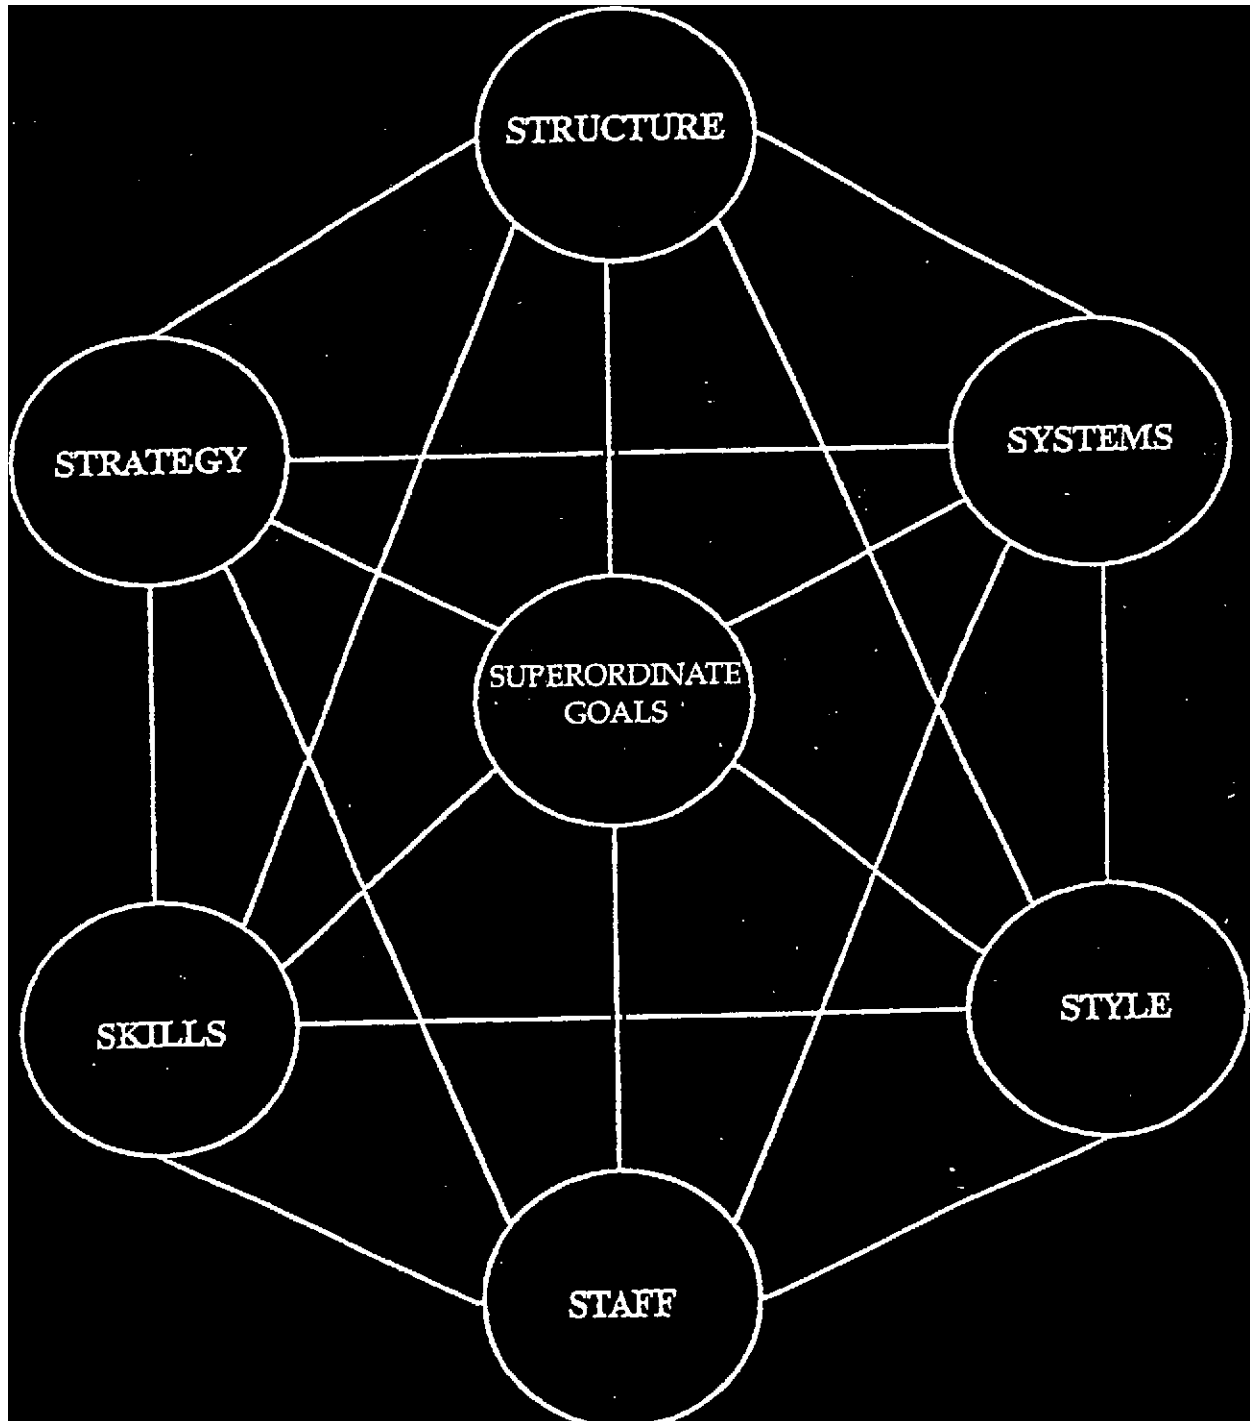 STRUCTURE
STRATEGY
SYSTEMS
SUPERORDINATE
GOALS
SKILLS
STYLE
STAFF